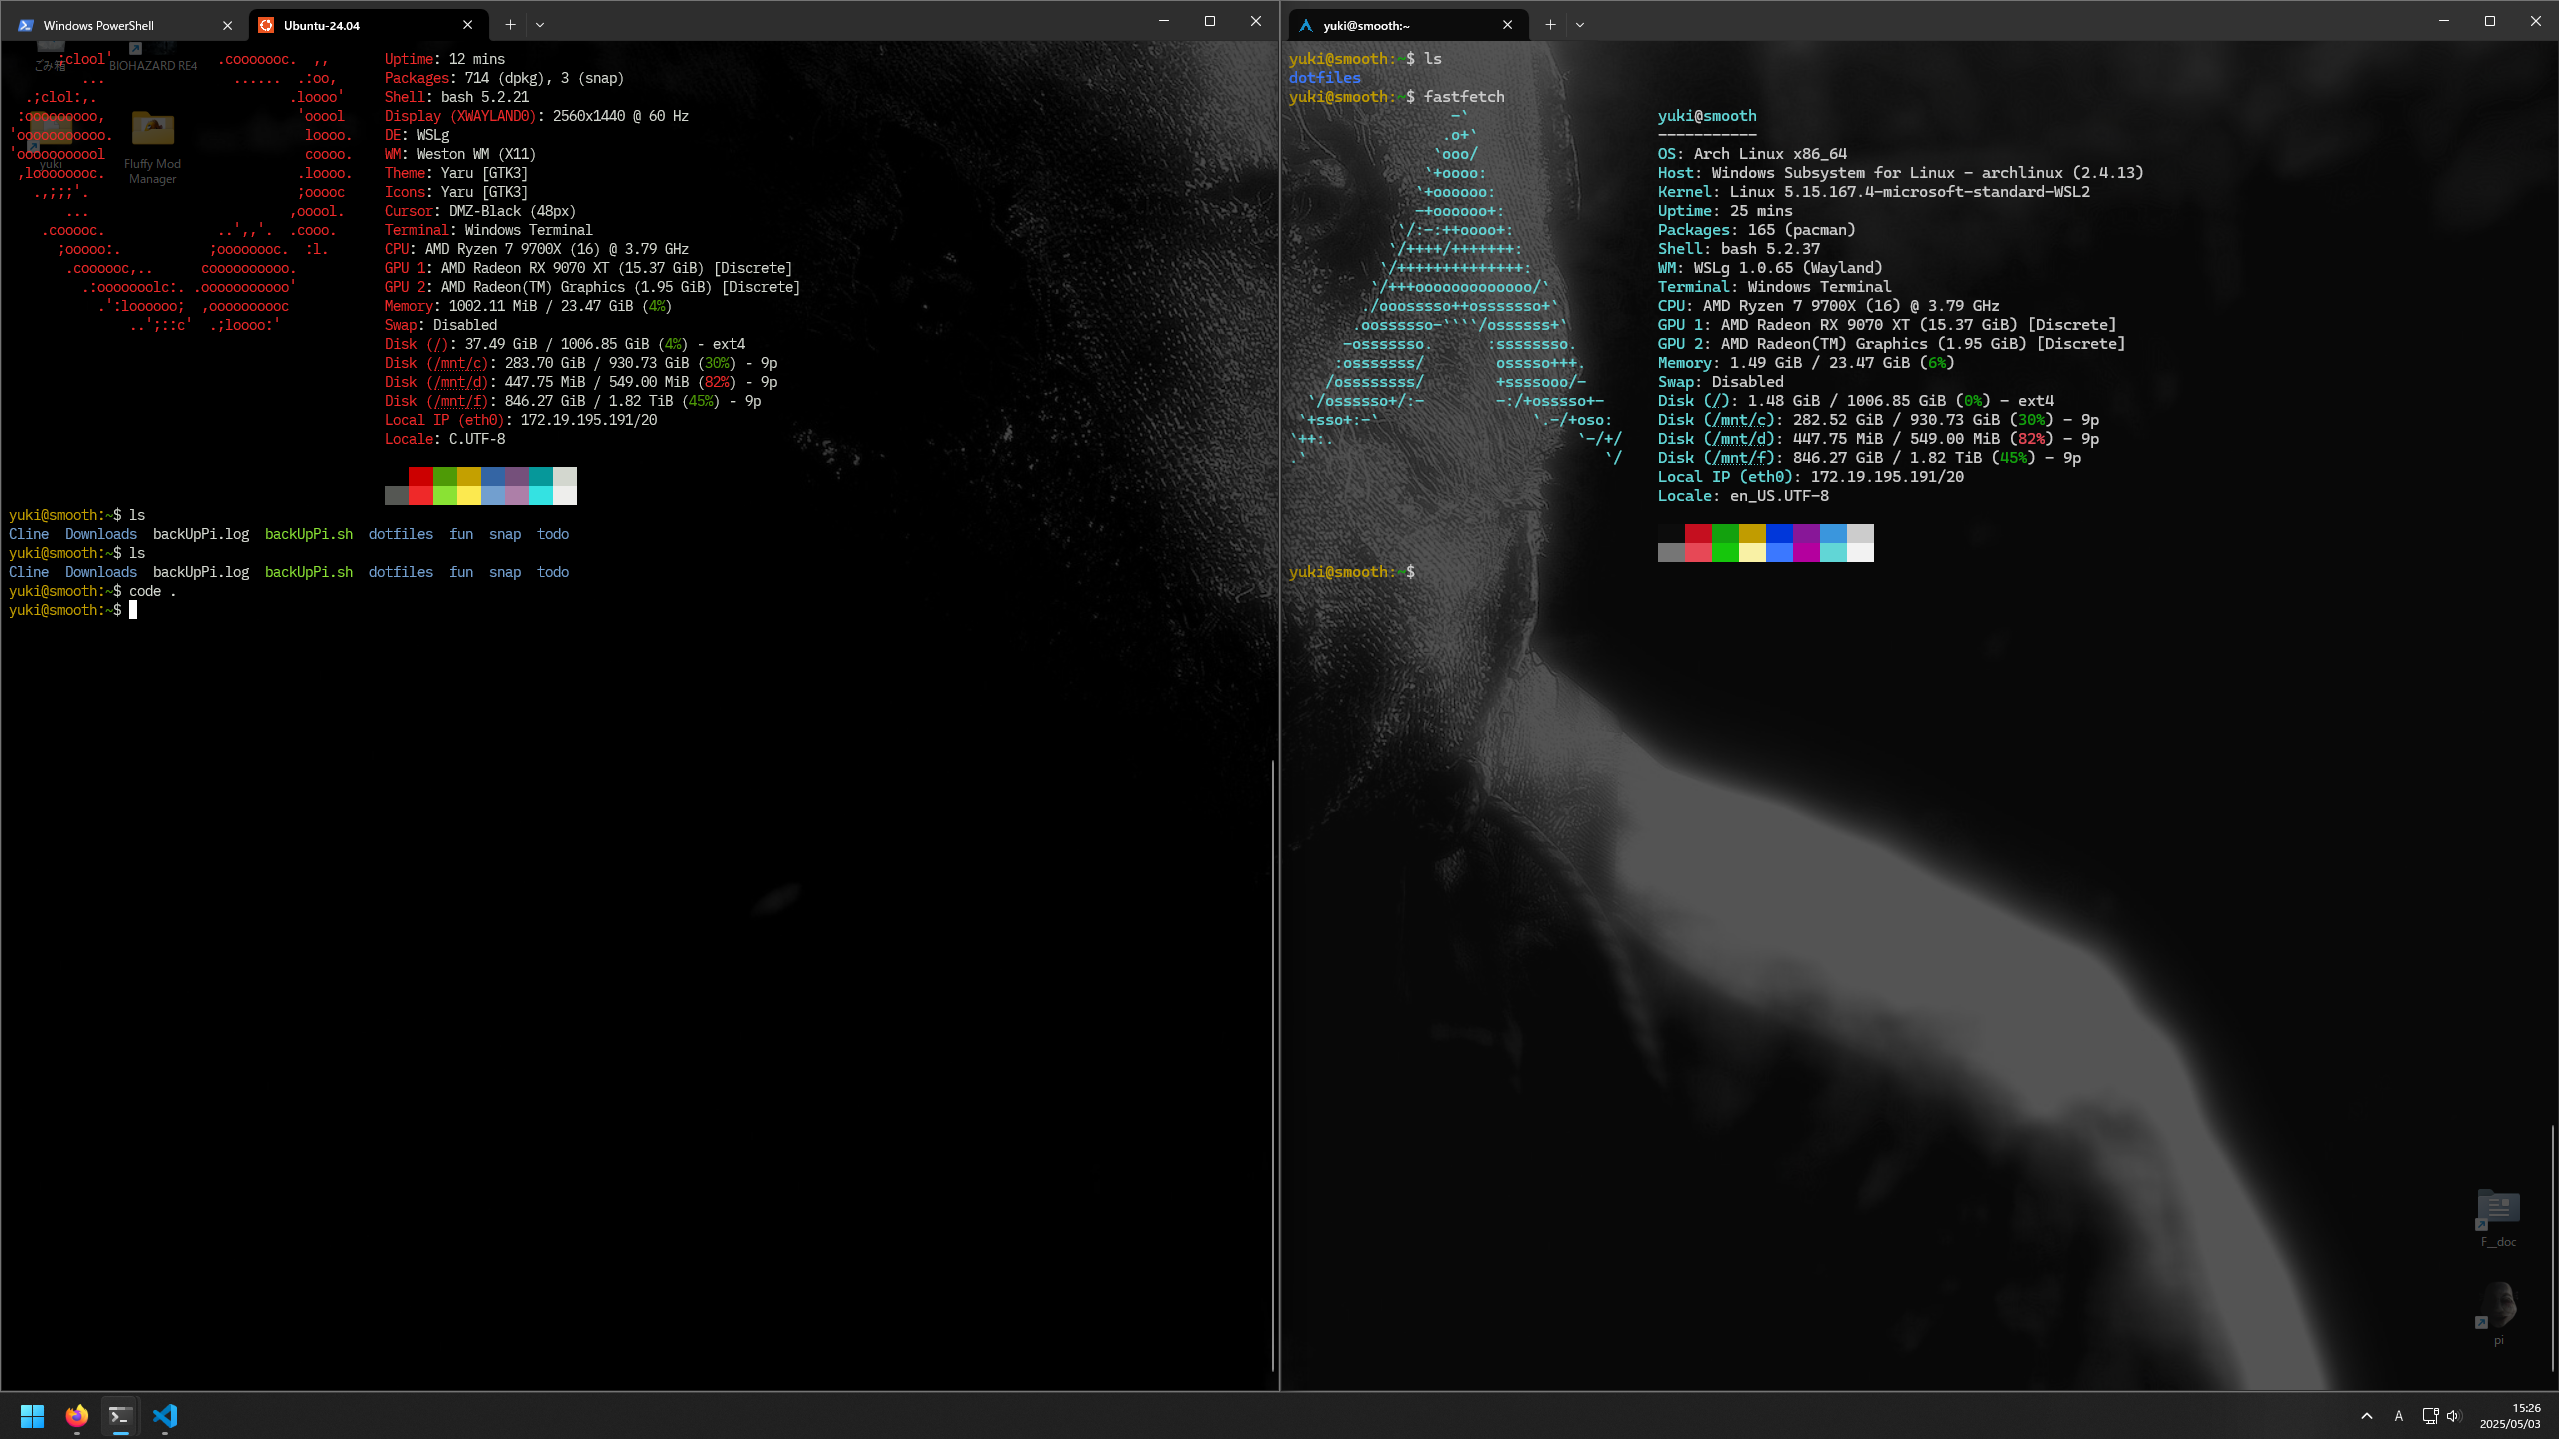 Windows PowerShell
Ubuntu-24.04
ごみ箱
BIOHAZARD RE4
yuki
Fluffy Mod
Manager
Uptime: 12 mins
Packages: 714 (dpkg), 3 (snap)
Shell: bash 5.2.21
Display (XWAYLAND0): 2560x1440 @ 60 Hz
DE: WSLg
WM: Weston WM (X11)
Theme: Yaru [GTK3]
Icons: Yaru [GTK3]
Cursor: DMZ-Black (48px)
Terminal: Windows Terminal
CPU: AMD Ryzen 7 9700X (16) @ 3.79 GHz
GPU 1: AMD Radeon RX 9070 XT (15.37 GiB) [Discrete]
GPU 2: AMD Radeon(TM) Graphics (1.95 GiB) [Discrete]
Memory: 1002.11 MiB / 23.47 GiB (4%)
Swap: Disabled
Disk (/): 37.49 GiB / 1006.85 GiB (4%) - ext4
Disk (/mnt/c): 283.70 GiB / 930.73 GiB (30%) - 9p
Disk (/mnt/d): 447.75 MiB / 549.00 MiB (82%) - 9p
Disk (/mnt/f): 846.27 GiB / 1.82 TiB (45%) - 9p
Local IP (eth0): 172.19.195.191/20
Locale: C.UTF-8
yuki@smooth:~$ ls
Cline  Downloads  backUpPi.log  backUpPi.sh  dotfiles  fun  snap  todo
yuki@smooth:~$ ls
Cline  Downloads  backUpPi.log  backUpPi.sh  dotfiles  fun  snap  todo
yuki@smooth:~$ code .
yuki@smooth:~$
yuki@smooth:~
yuki@smooth:~$ ls
dotfiles
yuki@smooth:~$ fastfetch
yuki@smooth
-----------
OS: Arch Linux x86_64
Host: Windows Subsystem for Linux - archlinux (2.4.13)
Kernel: Linux 5.15.167.4-microsoft-standard-WSL2
Uptime: 25 mins
Packages: 165 (pacman)
Shell: bash 5.2.37
WM: WSLg 1.0.65 (Wayland)
Terminal: Windows Terminal
CPU: AMD Ryzen 7 9700X (16) @ 3.79 GHz
GPU 1: AMD Radeon RX 9070 XT (15.37 GiB) [Discrete]
GPU 2: AMD Radeon(TM) Graphics (1.95 GiB) [Discrete]
Memory: 1.49 GiB / 23.47 GiB (6%)
Swap: Disabled
Disk (/): 1.48 GiB / 1006.85 GiB (0%) - ext4
Disk (/mnt/c): 282.52 GiB / 930.73 GiB (30%) - 9p
Disk (/mnt/d): 447.75 MiB / 549.00 MiB (82%) - 9p
Disk (/mnt/f): 846.27 GiB / 1.82 TiB (45%) - 9p
Local IP (eth0): 172.19.195.191/20
Locale: en_US.UTF-8
yuki@smooth:~$
F__doc
pi
A
15:26
2025/05/03